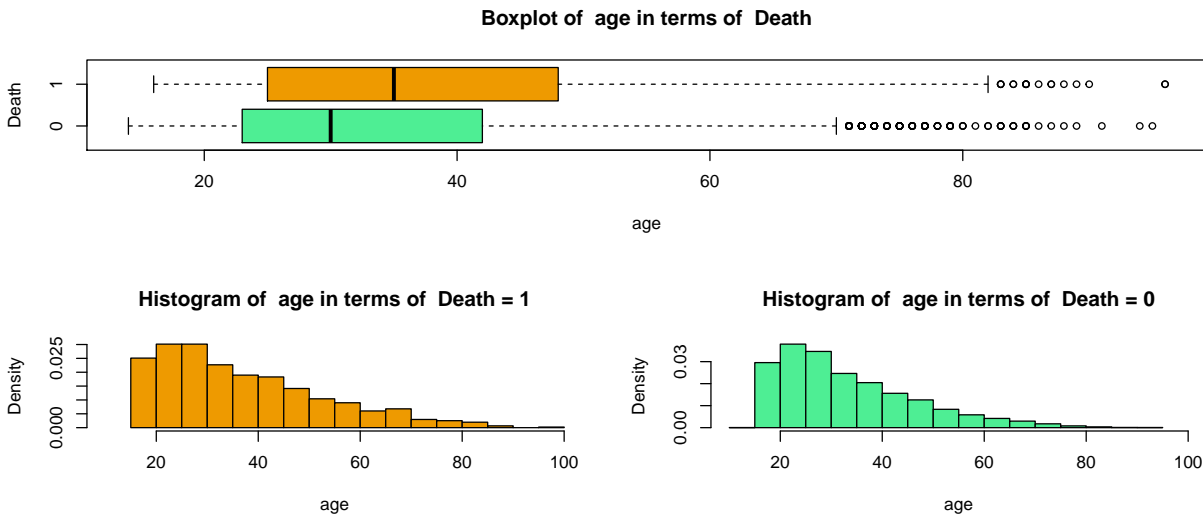 Boxplot of age in terms of Death
Death
1
0
20 40 60 80
age
Histogram of age in terms of Death = 1
Density
0.025
0.000
20 40 60 80 100
age
Histogram of age in terms of Death = 0
Density
0.03
0.00
20 40 60 80 100
age